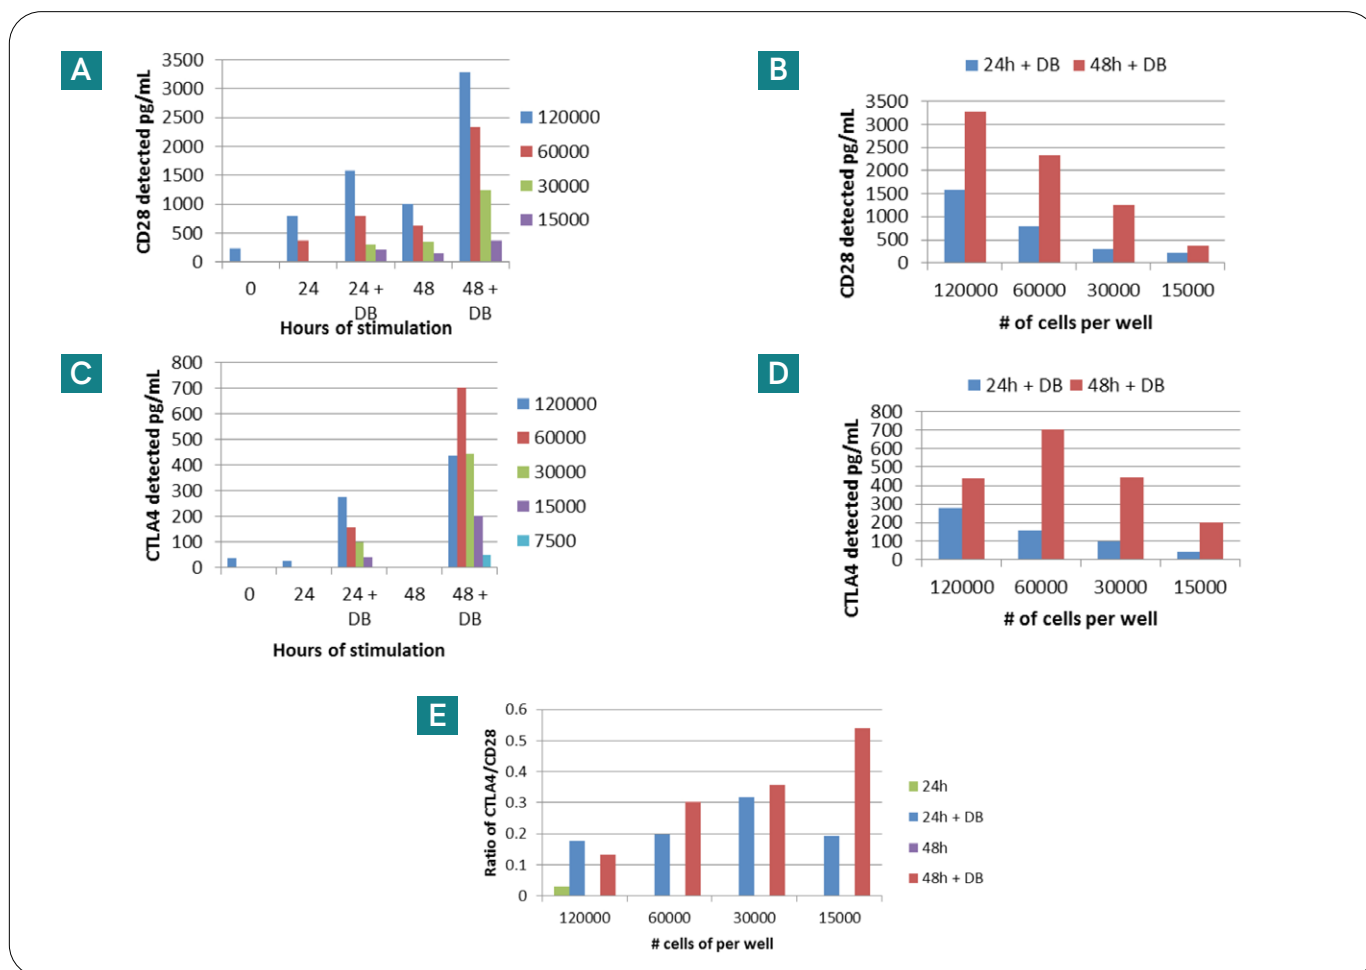 A
CD28 detected pg/mL
3500
3000
2500
2000
1500
1000
500
0
0 24 24 + DB 48 48 + DB
Hours of stimulation
120000
60000
30000
15000
B
24h + DB 48h + DB
CD28 detected pg/mL
3500
3000
2500
2000
1500
1000
500
0
120000 60000 30000 15000
# of cells per well
C
CTLA4 detected pg/mL
800
700
600
500
400
300
200
100
0
0 24 24 + DB 48 48 + DB
Hours of stimulation
120000
60000
30000
15000
7500
D
24h + DB 48h + DB
CTLA4 detected pg/mL
800
700
600
500
400
300
200
100
0
120000 60000 30000 15000
# of cells per well
E
Ratio of CTLA4/CD28
0.6
0.5
0.4
0.3
0.2
0.1
0
120000 60000 30000 15000
# cells of per well
24h
24h + DB
48h
48h + DB